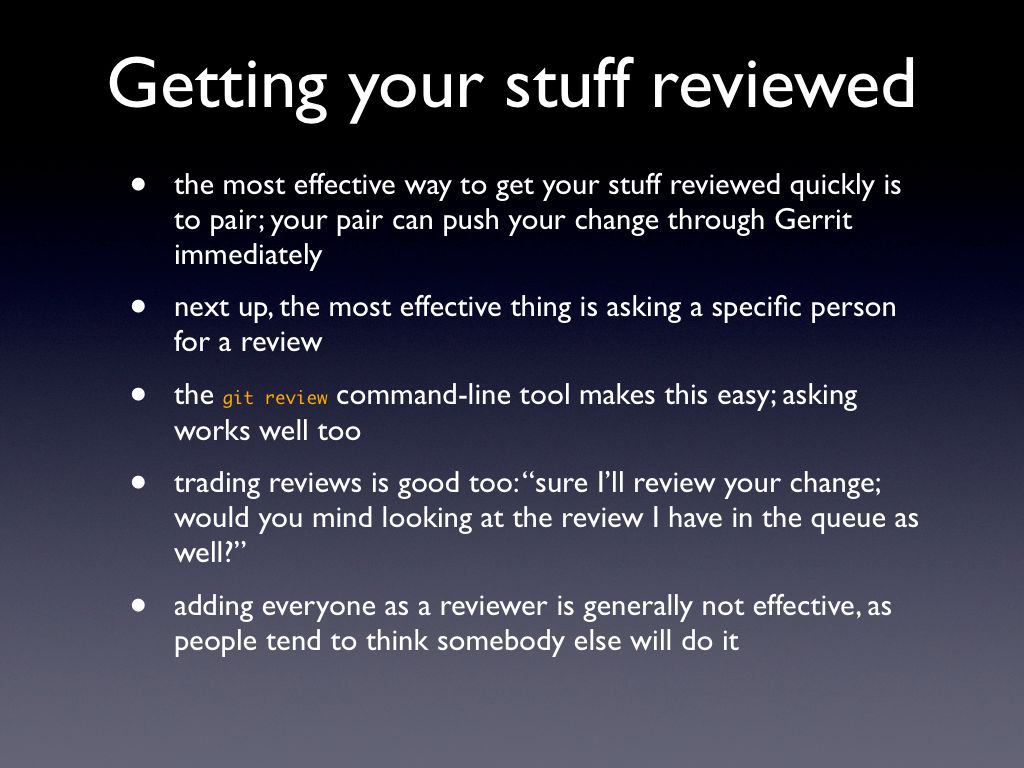 Getting your stuff reviewed
• the most effective way to get your stuff reviewed quickly is
to pair; your pair can push your change through Gerrit
immediately
• next up, the most effective thing is asking a specific person
for a review
• the git review command-line tool makes this easy; asking
works well too
• trading reviews is good too: “sure I’ll review your change;
would you mind looking at the review I have in the queue as
well?”
• adding everyone as a reviewer is generally not effective, as
people tend to think somebody else will do it